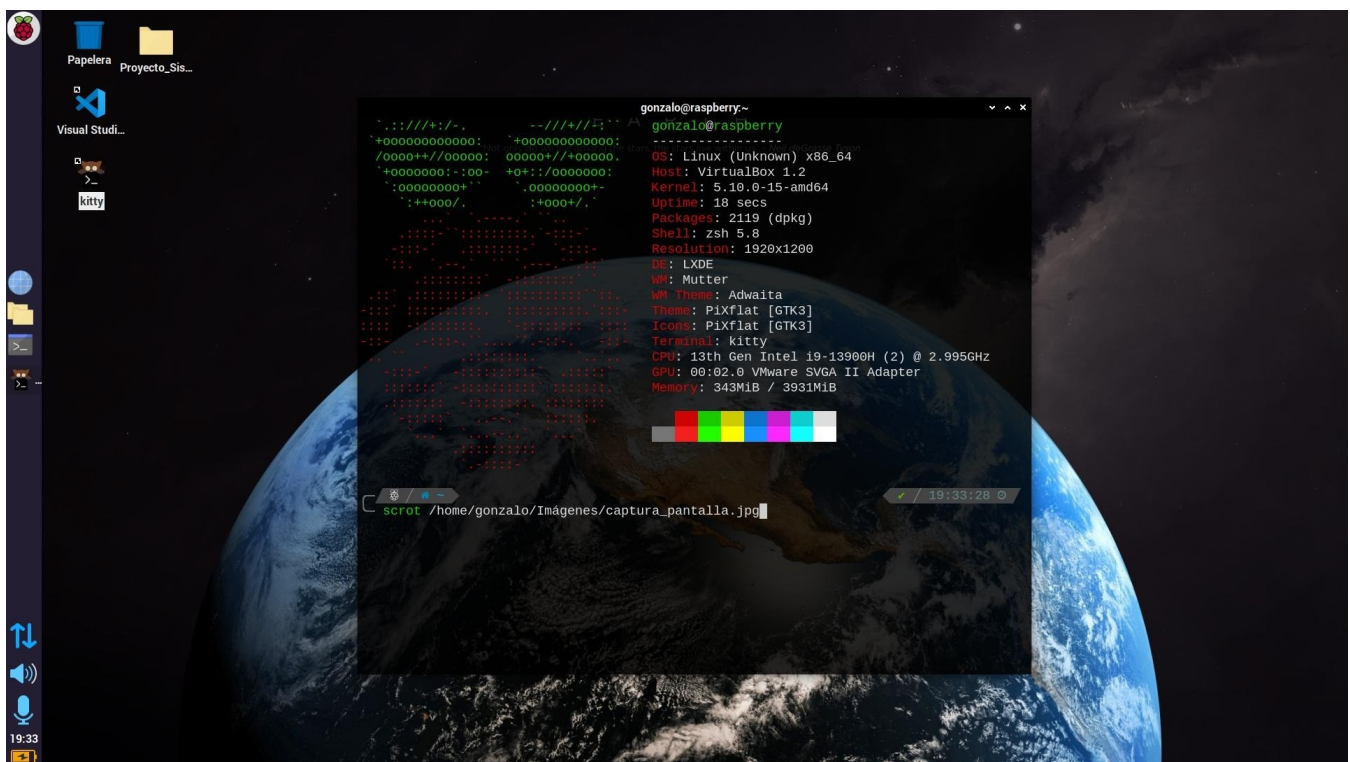 Papelera
Proyecto_Sis...
Visual Studi...
kitty
gonzalo@raspberry:~
gonzalo@raspberry
-----------------
OS: Linux (Unknown) x86_64
Host: VirtualBox 1.2
Kernel: 5.10.0-15-amd64
Uptime: 18 secs
Packages: 2119 (dpkg)
Shell: zsh 5.8
Resolution: 1920x1200
DE: LXDE
WM: Mutter
WM Theme: Adwaita
Theme: PiXflat [GTK3]
Icons: PiXflat [GTK3]
Terminal: kitty
CPU: 13th Gen Intel i9-13900H (2) @ 2.995GHz
GPU: 00:02.0 VMware SVGA II Adapter
Memory: 343MiB / 3931MiB
~
19:33:28
scrot /home/gonzalo/Imágenes/captura_pantalla.jpg
19:33